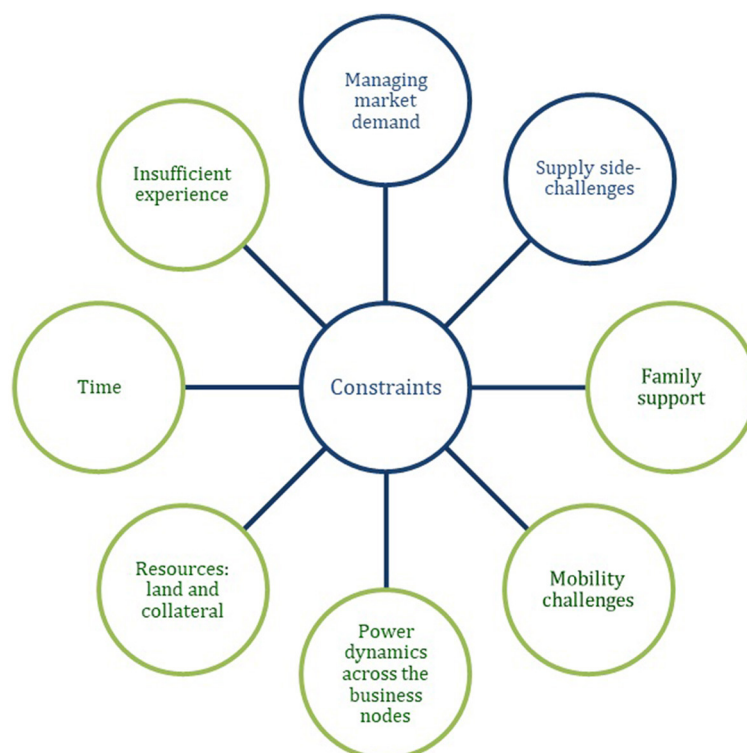 Managing
market
demand
Supply side-
challenges
Family
support
Mobility
challenges
Power
dynamics
across the
business
nodes
Resources:
land and
collateral
Time
Insufficient
experience
Constraints